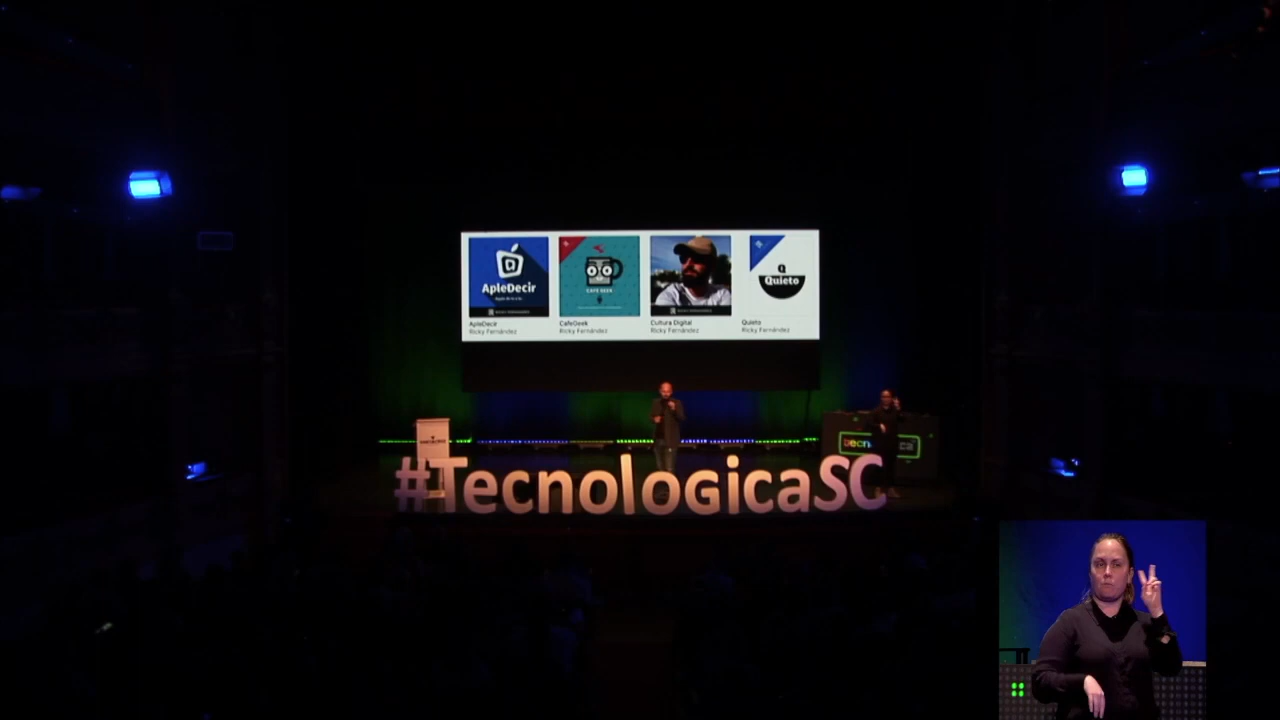 ApleDecir
CAFE GEEK
a
Quieto
ApleDecir
Ricky Fernández
CafeGeek
Ricky Fernández
Cultura Digital
Ricky Fernández
Quieto
Ricky Fernández
#TecnologicaSC